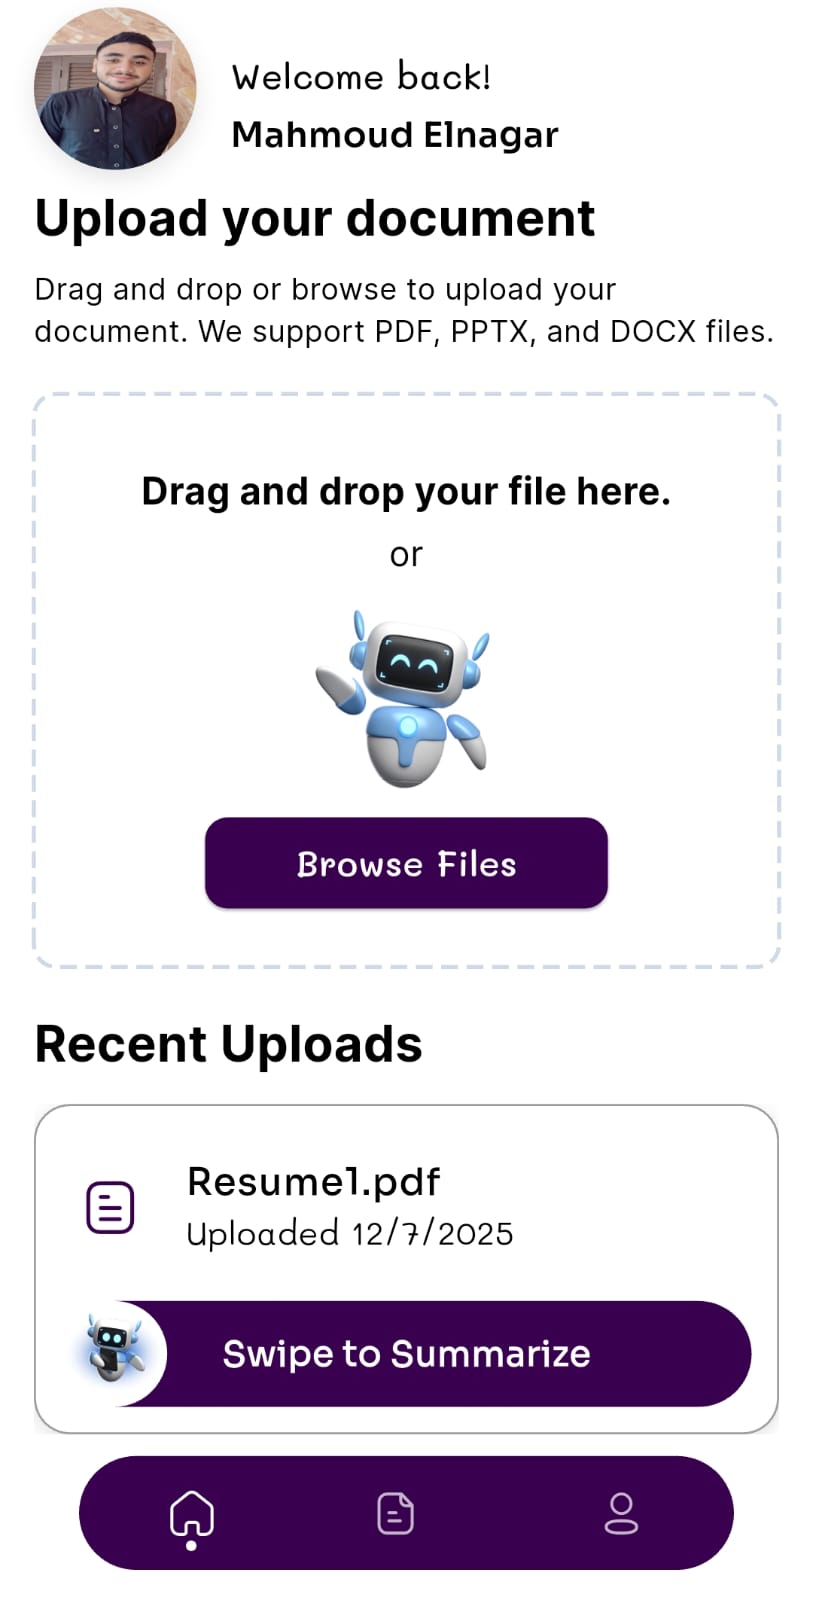 Welcome back!
Mahmoud Elnagar
Upload your document
Drag and drop or browse to upload your
document. We support PDF, PPTX, and DOCX files.
Drag and drop your file here.
or
Browse Files
Recent Uploads
Resume1.pdf
Uploaded 12/7/2025
Swipe to Summarize